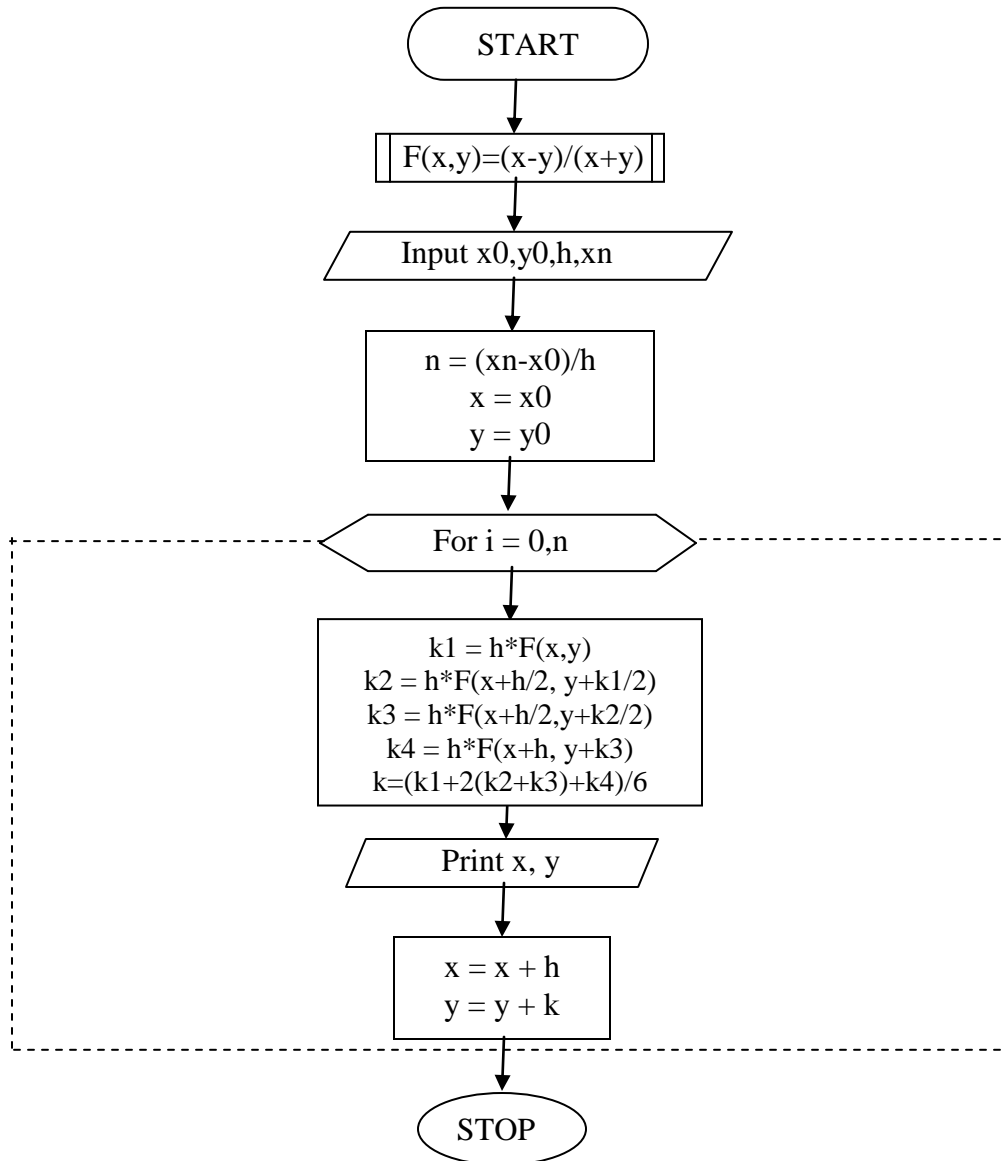 START
F(x,y)=(x-y)/(x+y)
Input x0,y0,h,xn
n = (xn-x0)/h
x = x0
y = y0
For i = 0,n
k1 = h*F(x,y)
k2 = h*F(x+h/2, y+k1/2)
k3 = h*F(x+h/2,y+k2/2)
k4 = h*F(x+h, y+k3)
k=(k1+2(k2+k3)+k4)/6
Print x, y
x = x + h
y = y + k
STOP